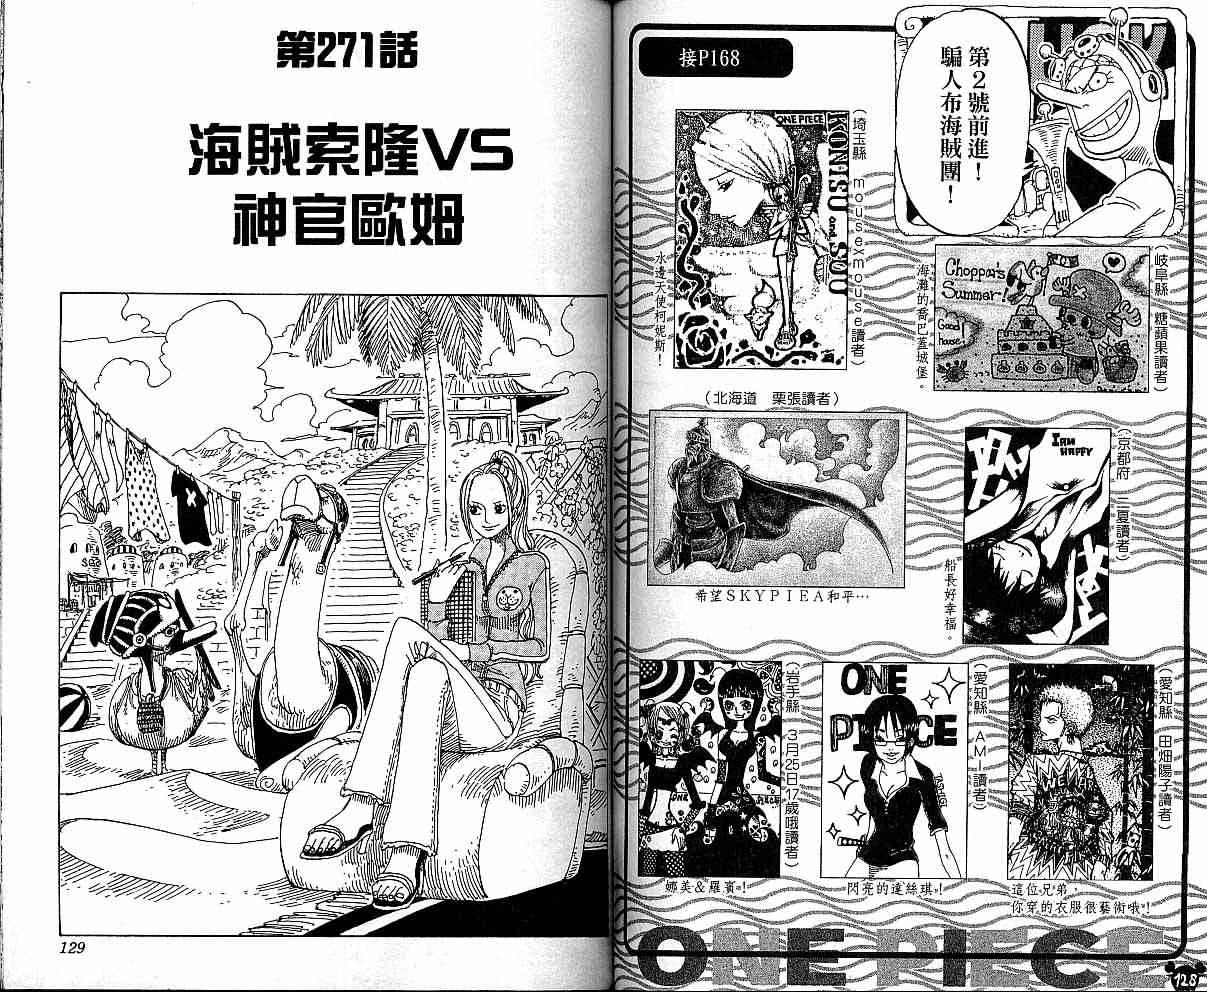 接P168
第2號前進！
騙人布海賊團！
ONE PIECE
KONISU and SUU
（埼玉縣　mousexmouse讀者）
水邊天使柯妮斯！
Chopper's
Summer!
Good
house
（岐阜縣　糖蘋果讀者）
海灘的喬巴蓋城堡。
（北海道　栗張讀者）
希望SKYPIEA和平…
I AM
HAPPY
（京都府　三夏讀者）
船長好幸福。
（岩手縣　3月25日17歲哦讀者）
娜美&羅賓！
ONE
PIECE
（愛知縣　AMI讀者）
閃亮的達絲琪！
（愛知縣　田畑陽子讀者）
這位兄弟，
你穿的衣服很藝術哦！
ONE PIECE
128
第271話
海賊索隆VS
神官歐姆
129